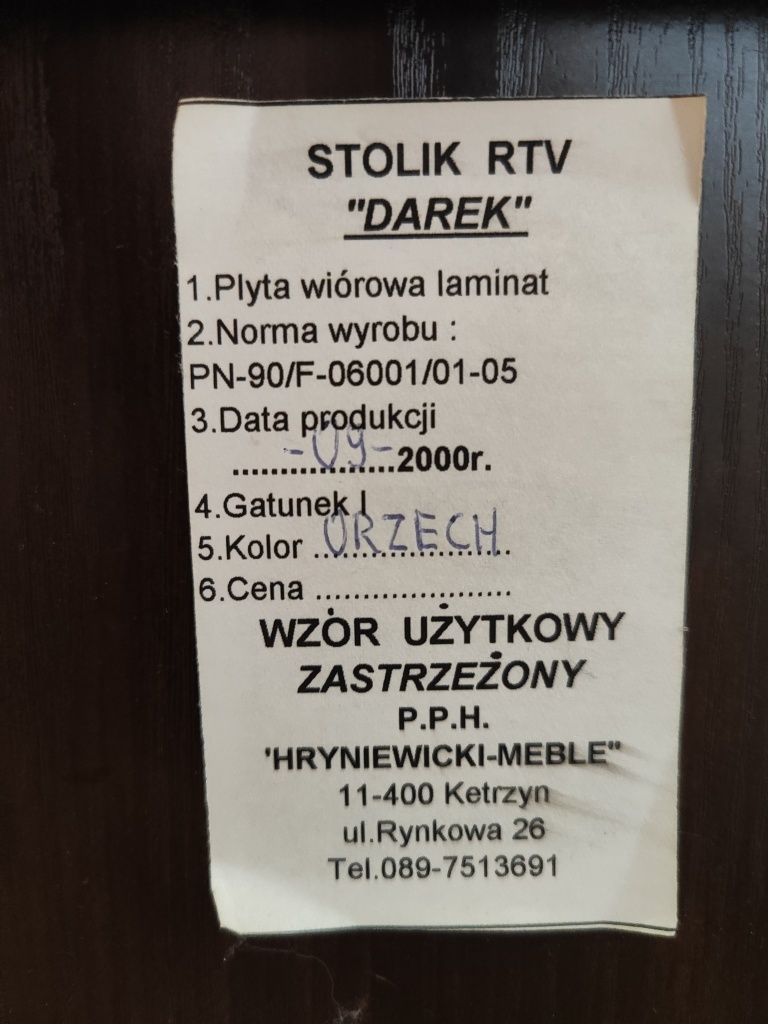 STOLIK RTV
"DAREK"
1.Plyta wiórowa laminat
2.Norma wyrobu :
PN-90/F-06001/01-05
3.Data produkcji
-09-
..................2000r.
4.Gatunek I
5.Kolor ...ORZECH...
6.Cena ......................
WZÓR UŻYTKOWY
ZASTRZEŻONY
P.P.H.
'HRYNIEWICKI-MEBLE"
11-400 Ketrzyn
ul.Rynkowa 26
Tel.089-7513691